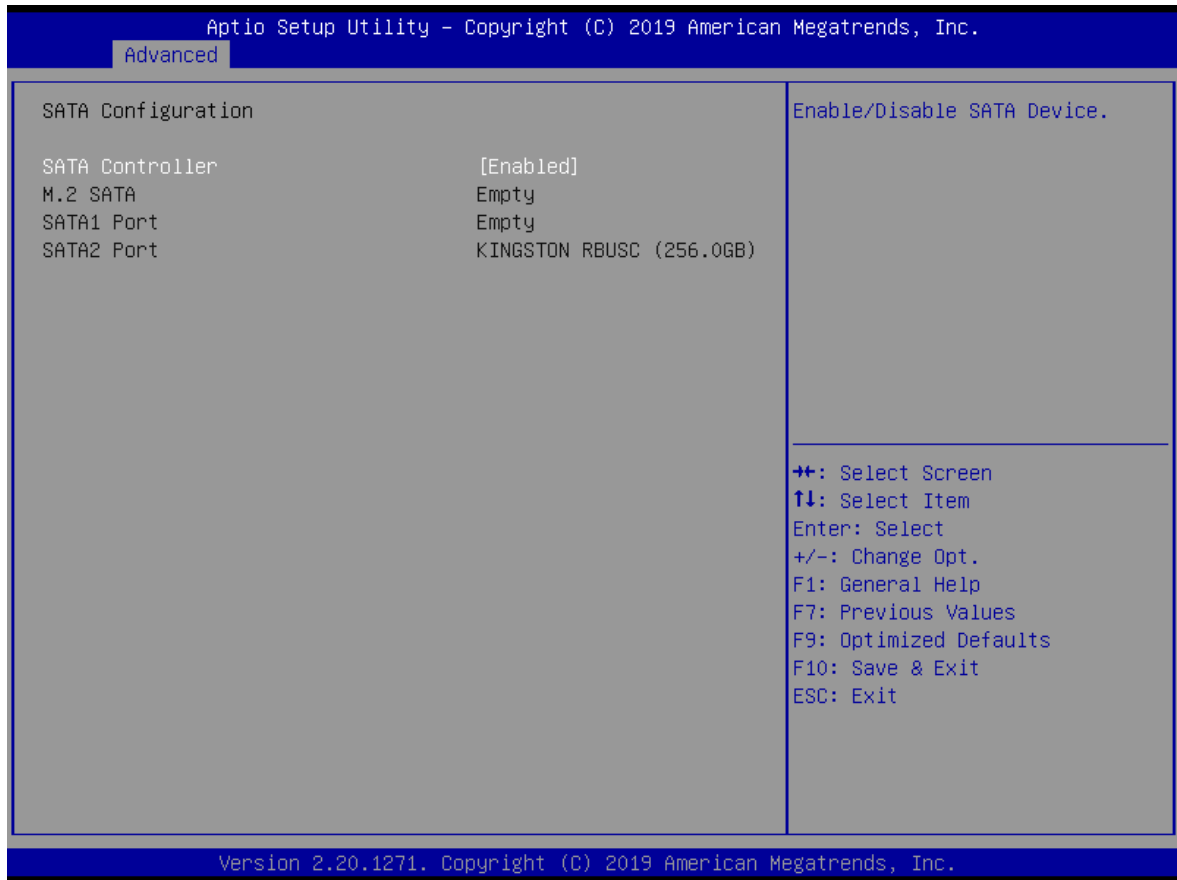 Aptio Setup Utility – Copyright (C) 2019 American Megatrends, Inc.
Advanced
SATA Configuration
SATA Controller [Enabled]
M.2 SATA Empty
SATA1 Port Empty
SATA2 Port KINGSTON RBUSC (256.0GB)
Enable/Disable SATA Device.
→←: Select Screen
↑↓: Select Item
Enter: Select
+/-: Change Opt.
F1: General Help
F7: Previous Values
F9: Optimized Defaults
F10: Save & Exit
ESC: Exit
Version 2.20.1271. Copyright (C) 2019 American Megatrends, Inc.